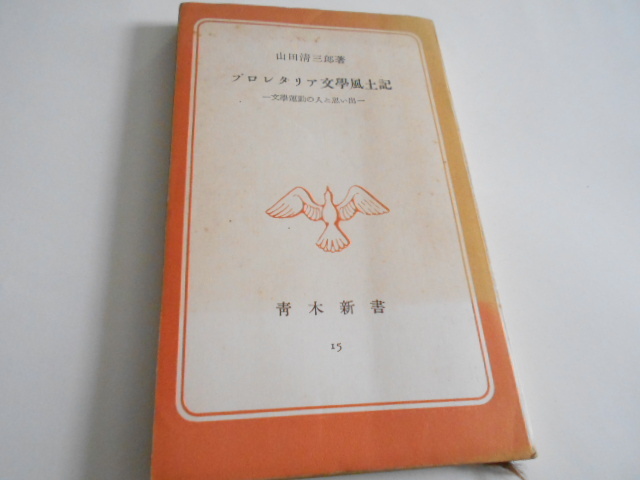 山田清三郎著
プロレタリア文學風土記
―文學運動の人と思い出―
靑木新書
15